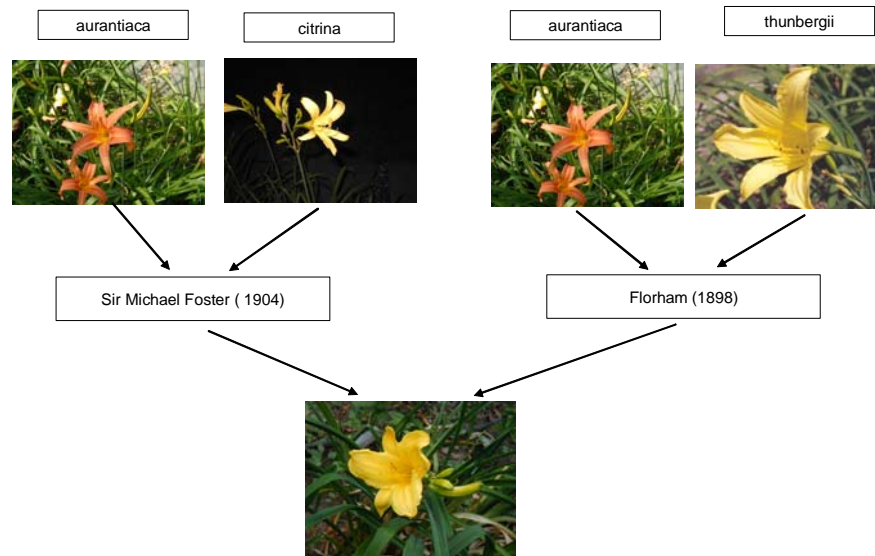 aurantiaca
citrina
aurantiaca
thunbergii
Sir Michael Foster ( 1904)
Florham (1898)